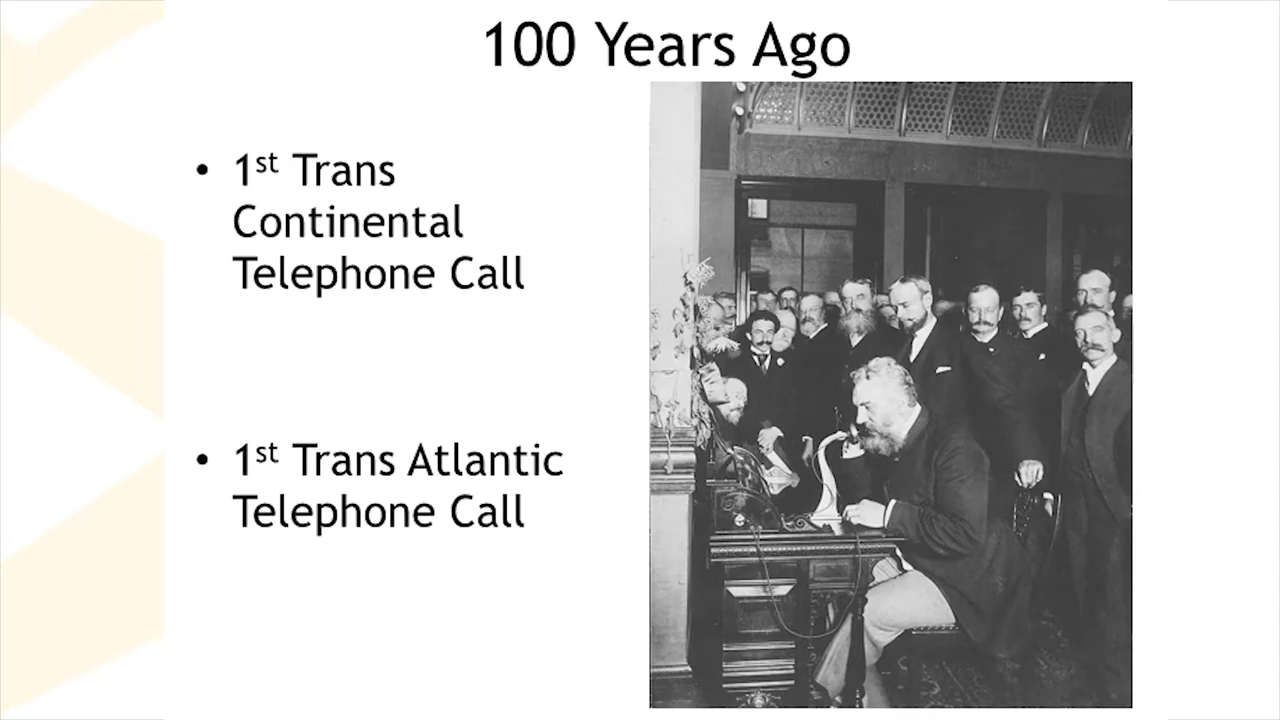 100 Years Ago
• 1st Trans
Continental
Telephone Call
• 1st Trans Atlantic
Telephone Call